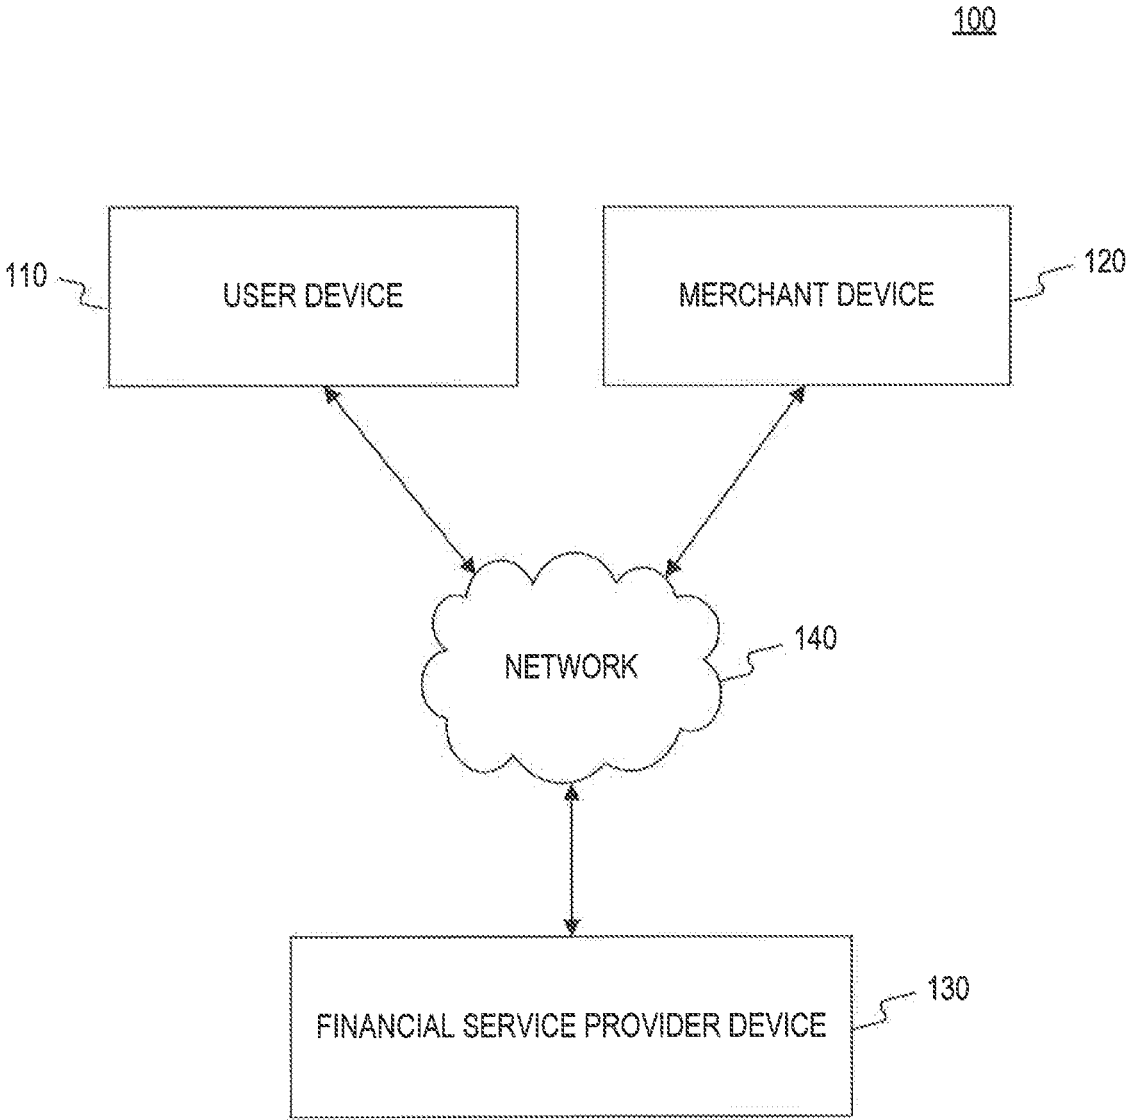 100
110
USER DEVICE
MERCHANT DEVICE
120
NETWORK
140
FINANCIAL SERVICE PROVIDER DEVICE
130